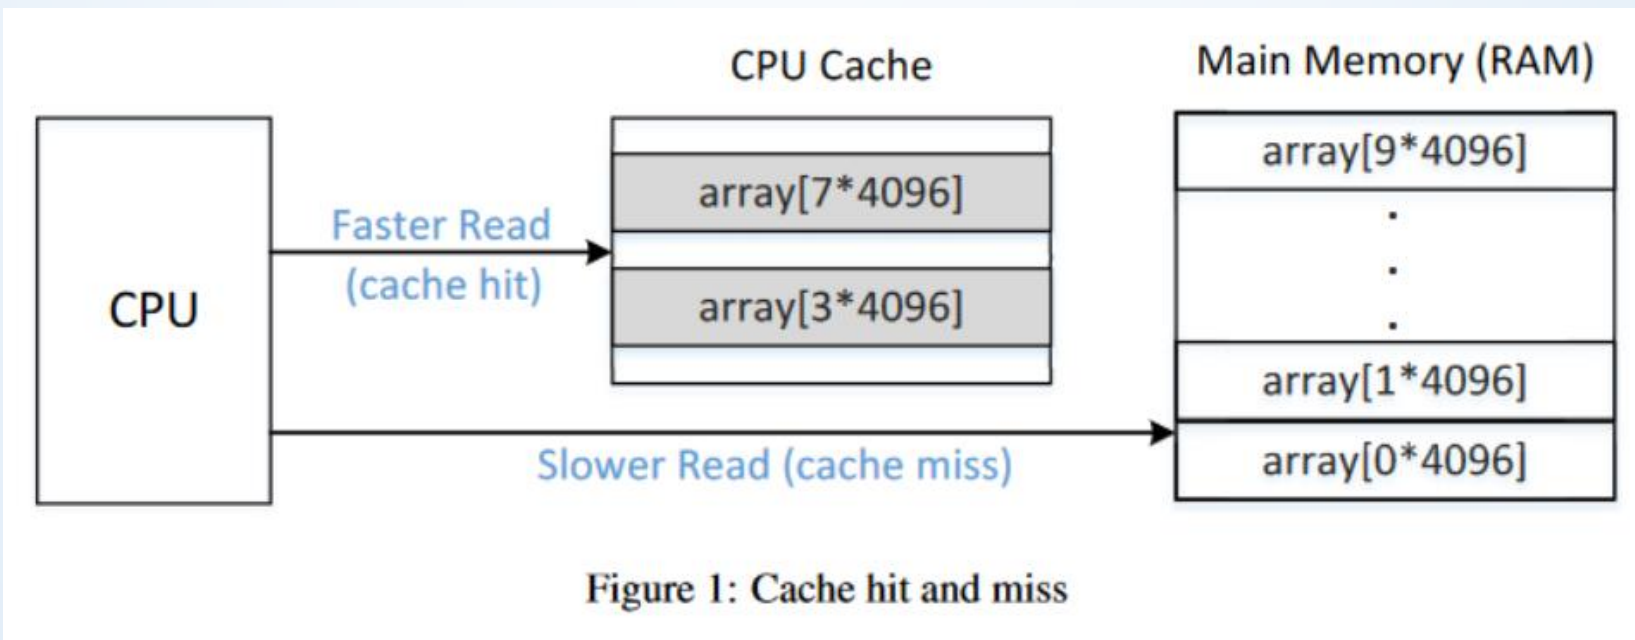 CPU Cache
Main Memory (RAM)
array[9*4096]
array[7*4096]
.
Faster Read
(cache hit)
.
CPU
array[3*4096]
.
array[1*4096]
Slower Read (cache miss)
array[0*4096]
Figure 1: Cache hit and miss